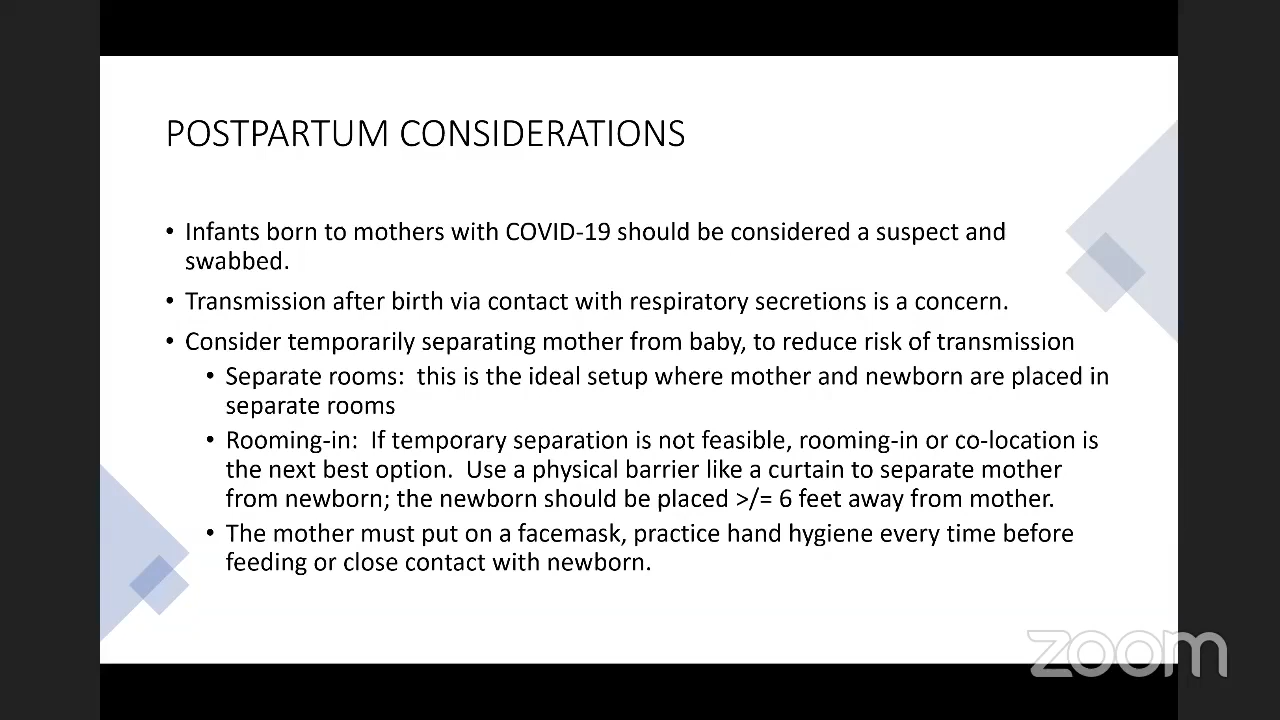 POSTPARTUM CONSIDERATIONS
• Infants born to mothers with COVID-19 should be considered a suspect and
swabbed.
• Transmission after birth via contact with respiratory secretions is a concern.
• Consider temporarily separating mother from baby, to reduce risk of transmission
• Separate rooms:  this is the ideal setup where mother and newborn are placed in
separate rooms
• Rooming-in:  If temporary separation is not feasible, rooming-in or co-location is
the next best option.  Use a physical barrier like a curtain to separate mother
from newborn; the newborn should be placed >/= 6 feet away from mother.
• The mother must put on a facemask, practice hand hygiene every time before
feeding or close contact with newborn.
zoom